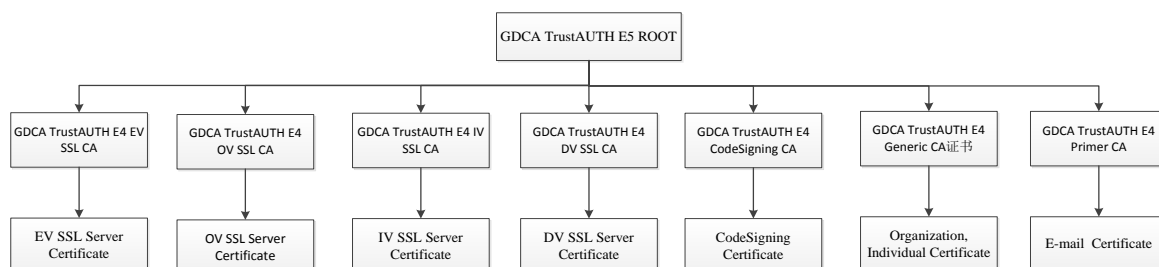 GDCA TrustAUTH E5 ROOT
GDCA TrustAUTH E4 EV
SSL CA
GDCA TrustAUTH E4
OV SSL CA
GDCA TrustAUTH E4 IV
SSL CA
GDCA TrustAUTH E4
DV SSL CA
GDCA TrustAUTH E4
CodeSigning CA
GDCA TrustAUTH E4
Generic CA证书
GDCA TrustAUTH E4
Primer CA
EV SSL Server
Certificate
OV SSL Server
Certificate
IV SSL Server
Certificate
DV SSL Server
Certificate
CodeSigning
Certificate
Organization,
Individual Certificate
E-mail Certificate